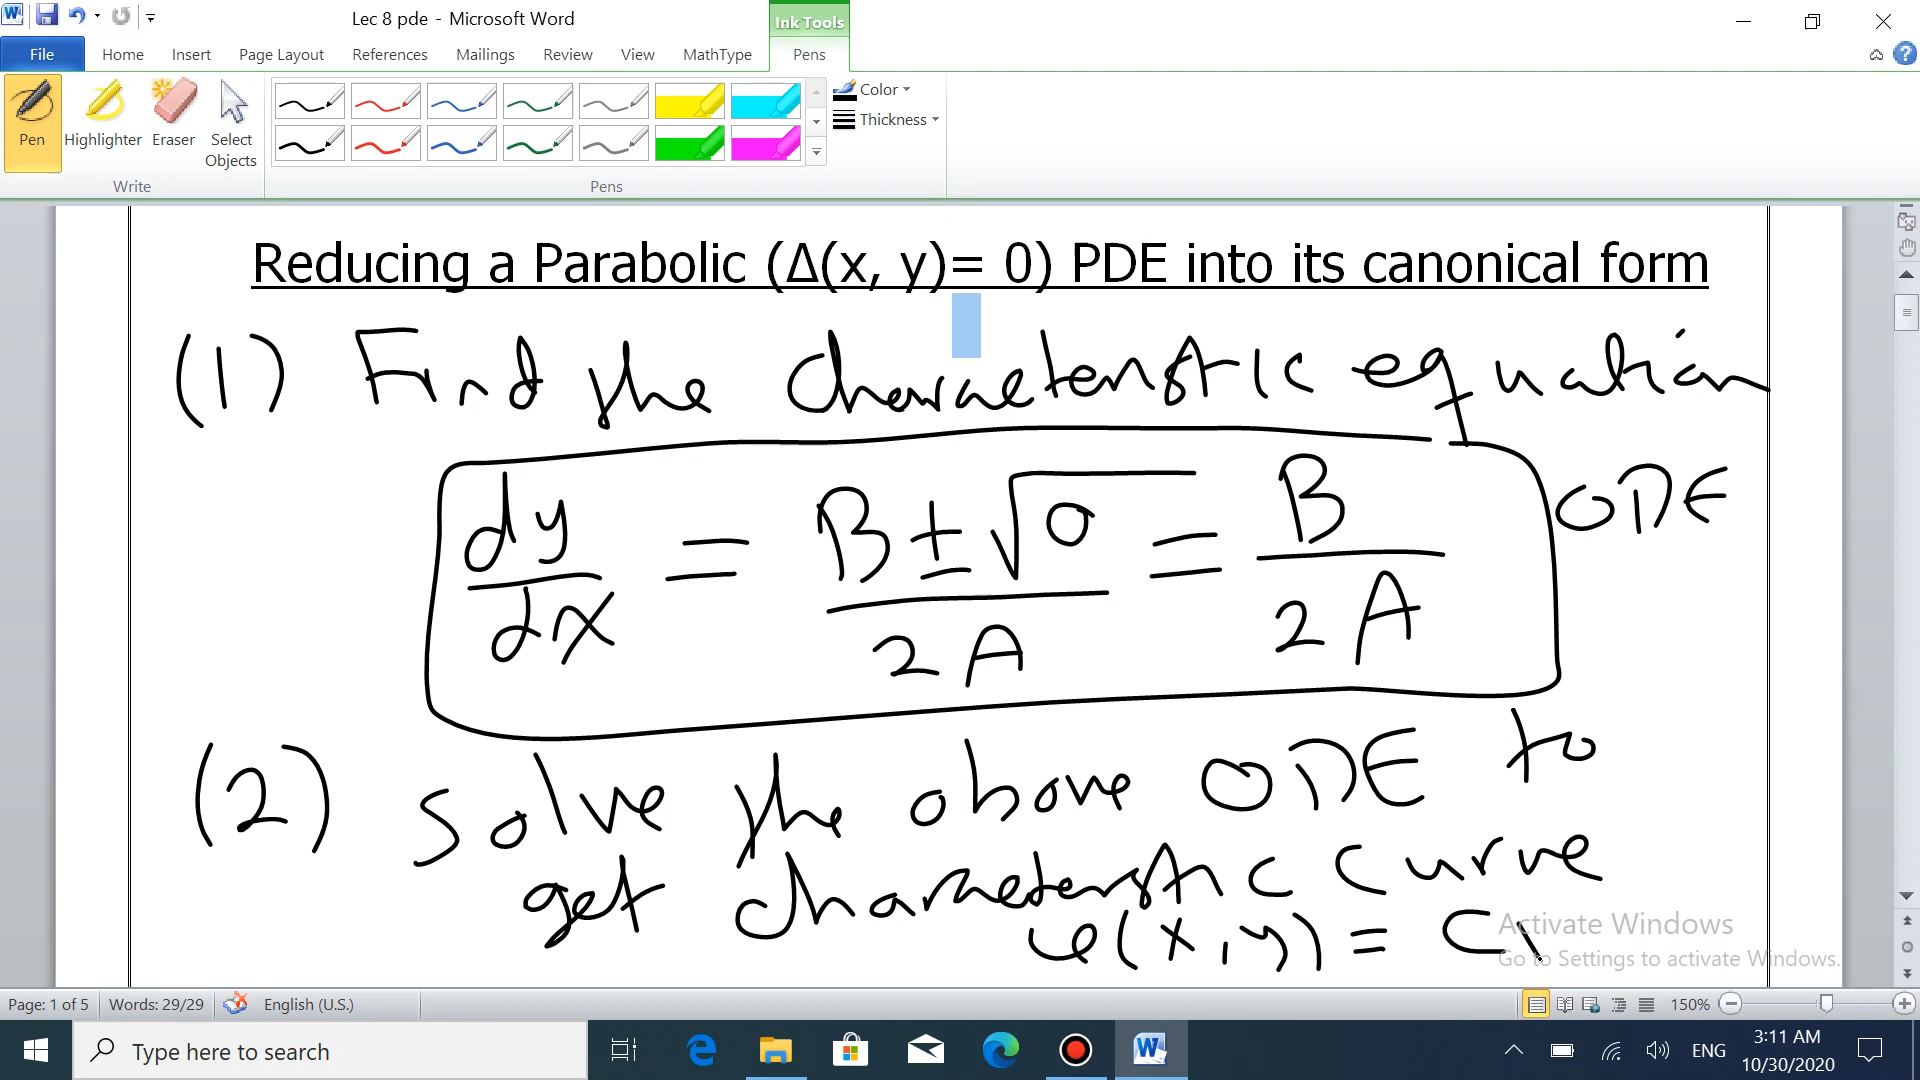 Lec 8 pde - Microsoft Word
Ink Tools
File Home Insert Page Layout References Mailings Review View MathType Pens
Pen Highlighter Eraser Select Objects
Color
Thickness
Write
Pens
Reducing a Parabolic (Δ(x, y)= 0) PDE into its canonical form
(1) Find the characteristic equation
dy/dx = B ± √0 / 2A = B / 2A ODE
(2) solve the above ODE to
get characteristic curve
φ(x,y) = C
Activate Windows
Go to Settings to activate Windows.
Page: 1 of 5 Words: 29/29 English (U.S.) 150%
Type here to search
ENG
3:11 AM
10/30/2020